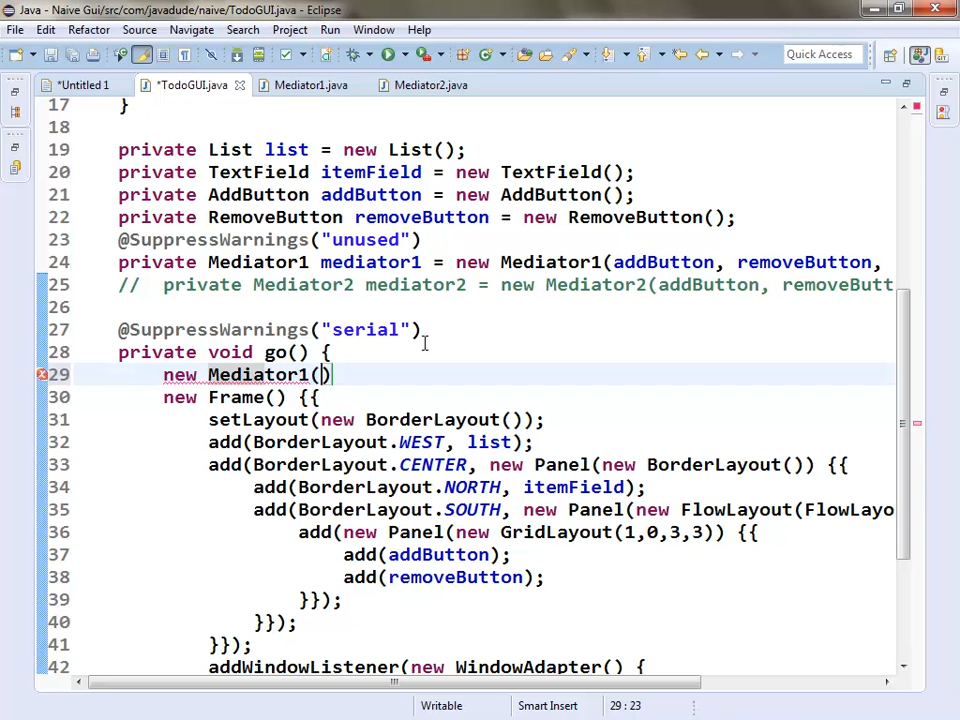 Java - Naive Gui/src/com/javadude/naive/TodoGUI.java - Eclipse
File Edit Refactor Source Navigate Search Project Run Window Help
Quick Access
*Untitled 1 *TodoGUI.java Mediator1.java Mediator2.java
17 }
18
19 private List list = new List();
20 private TextField itemField = new TextField();
21 private AddButton addButton = new AddButton();
22 private RemoveButton removeButton = new RemoveButton();
23 @SuppressWarnings("unused")
24 private Mediator1 mediator1 = new Mediator1(addButton, removeButton,
25 // private Mediator2 mediator2 = new Mediator2(addButton, removeButt
26
27 @SuppressWarnings("serial")
28 private void go() {
29 new Mediator1()
30 new Frame() {{
31 setLayout(new BorderLayout());
32 add(BorderLayout.WEST, list);
33 add(BorderLayout.CENTER, new Panel(new BorderLayout()) {{
34 add(BorderLayout.NORTH, itemField);
35 add(BorderLayout.SOUTH, new Panel(new FlowLayout(FlowLayo
36 add(new Panel(new GridLayout(1,0,3,3)) {{
37 add(addButton);
38 add(removeButton);
39 }});
40 }});
41 }});
42 addWindowListener(new WindowAdapter() {
Writable Smart Insert 29 : 23